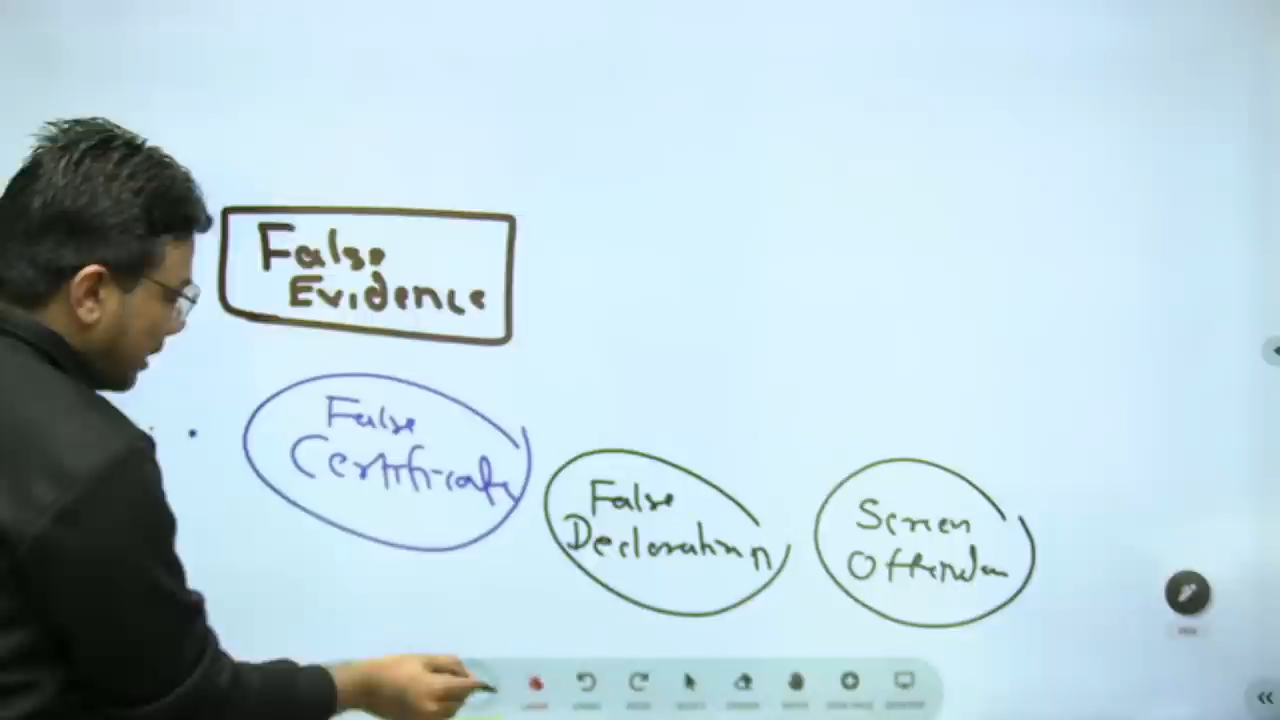 False
Evidence
False
Certificate
False
Declaration
Screen
Offender